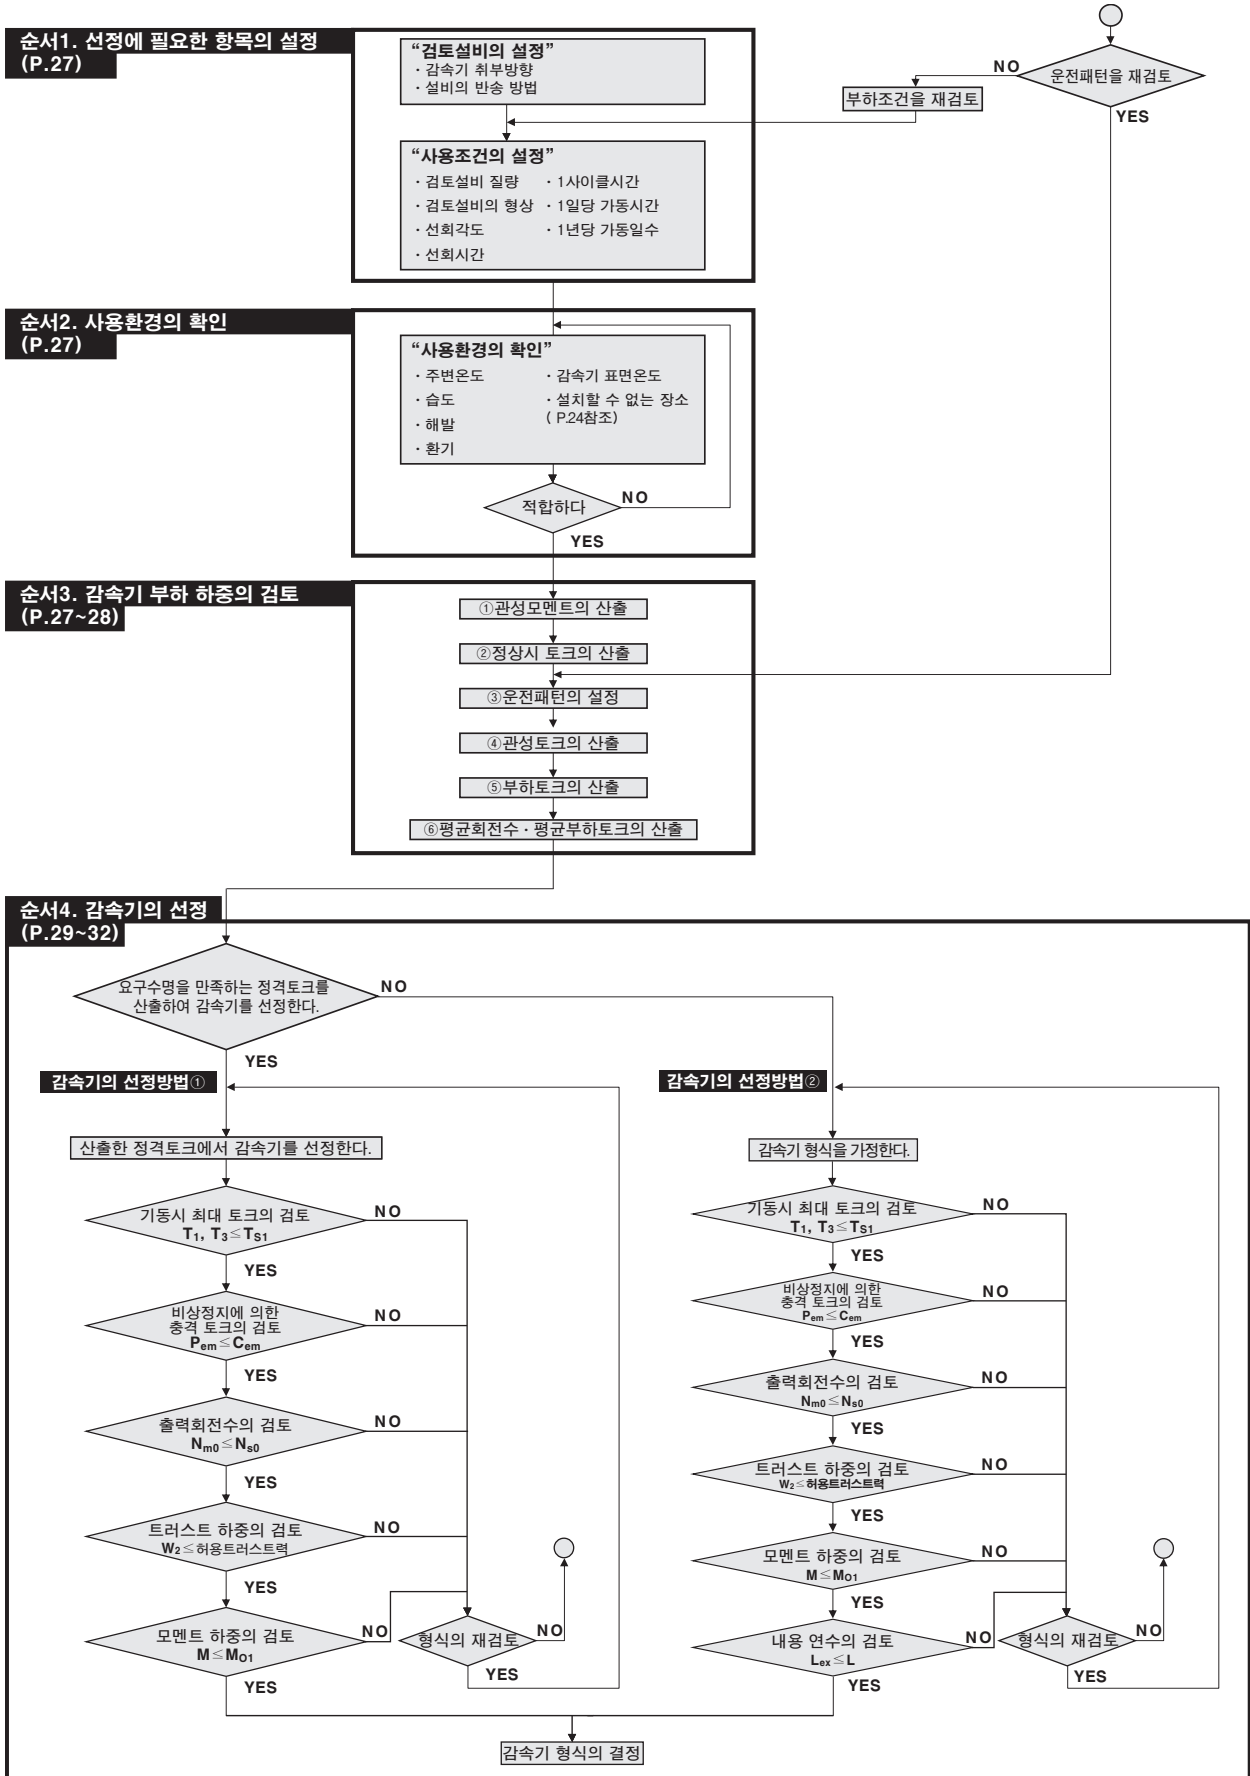 순서1. 선정에 필요한 항목의 설정
(P.27)
“검토설비의 설정”
· 감속기 취부방향
· 설비의 반송 방법
NO
운전패턴을 재검토
부하조건을 재검토
YES
“사용조건의 설정”
· 검토설비 질량 · 1사이클시간
· 검토설비의 형상 · 1일당 가동시간
· 선회각도 · 1년당 가동일수
· 선회시간
순서2. 사용환경의 확인
(P.27)
“사용환경의 확인”
· 주변온도 · 감속기 표면온도
· 습도 · 설치할 수 없는 장소
( P.24참조)
· 해발
· 환기
적합하다
NO
YES
순서3. 감속기 부하 하중의 검토
(P.27~28)
①관성모멘트의 산출
②정상시 토크의 산출
③운전패턴의 설정
④관성토크의 산출
⑤부하토크의 산출
⑥평균회전수 · 평균부하토크의 산출
순서4. 감속기의 선정
(P.29~32)
요구수명을 만족하는 정격토크를
산출하여 감속기를 선정한다.
NO
YES
감속기의 선정방법①
산출한 정격토크에서 감속기를 선정한다.
기동시 최대 토크의 검토
T1, T3≤TS1
NO
YES
비상정지에 의한
충격 토크의 검토
Pem≤Cem
NO
YES
출력회전수의 검토
Nm0≤Ns0
NO
YES
트러스트 하중의 검토
W2≤허용트러스트력
NO
YES
모멘트 하중의 검토
M≤MO1
NO
YES
형식의 재검토
NO
YES
감속기의 선정방법②
감속기 형식을 가정한다.
기동시 최대 토크의 검토
T1, T3≤TS1
NO
YES
비상정지에 의한
충격 토크의 검토
Pem≤Cem
NO
YES
출력회전수의 검토
Nm0≤Ns0
NO
YES
트러스트 하중의 검토
W2≤허용트러스트력
NO
YES
모멘트 하중의 검토
M≤MO1
NO
YES
내용 연수의 검토
Lex≤L
NO
YES
형식의 재검토
NO
YES
감속기 형식의 결정